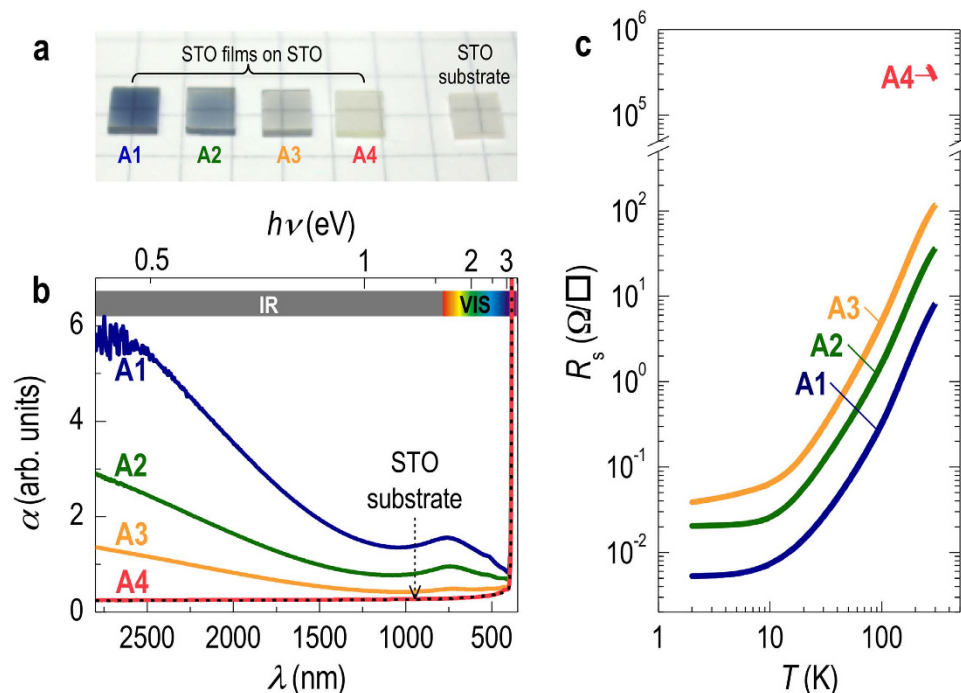 a
STO films on STO
STO
substrate
A1 A2 A3 A4
hν (eV)
0.5 1 2 3
b
IR VIS
6
4
2
0
α (arb. units)
A1
A2
A3
A4
STO
substrate
2500 2000 1500 1000 500
λ (nm)
c
10⁶
10⁵
10²
10¹
10⁰
10⁻¹
10⁻²
Rₛ (Ω/□)
A4
A3
A2
A1
1 10 100
T (K)